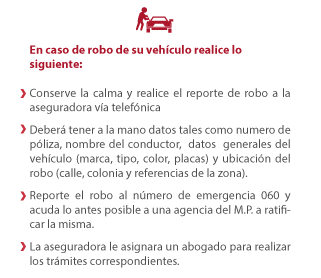 En caso de robo de su vehículo realice lo
siguiente:
Conserve la calma y realice el reporte de robo a la
aseguradora vía telefónica
Deberá tener a la mano datos tales como numero de
póliza, nombre del conductor, datos generales del
vehículo (marca, tipo, color, placas) y ubicación del
robo (calle, colonia y referencias de la zona).
Reporte el robo al número de emergencia 060 y
acuda lo antes posible a una agencia del M.P. a ratifi-
car la misma.
La aseguradora le asignara un abogado para realizar
los trámites correspondientes.